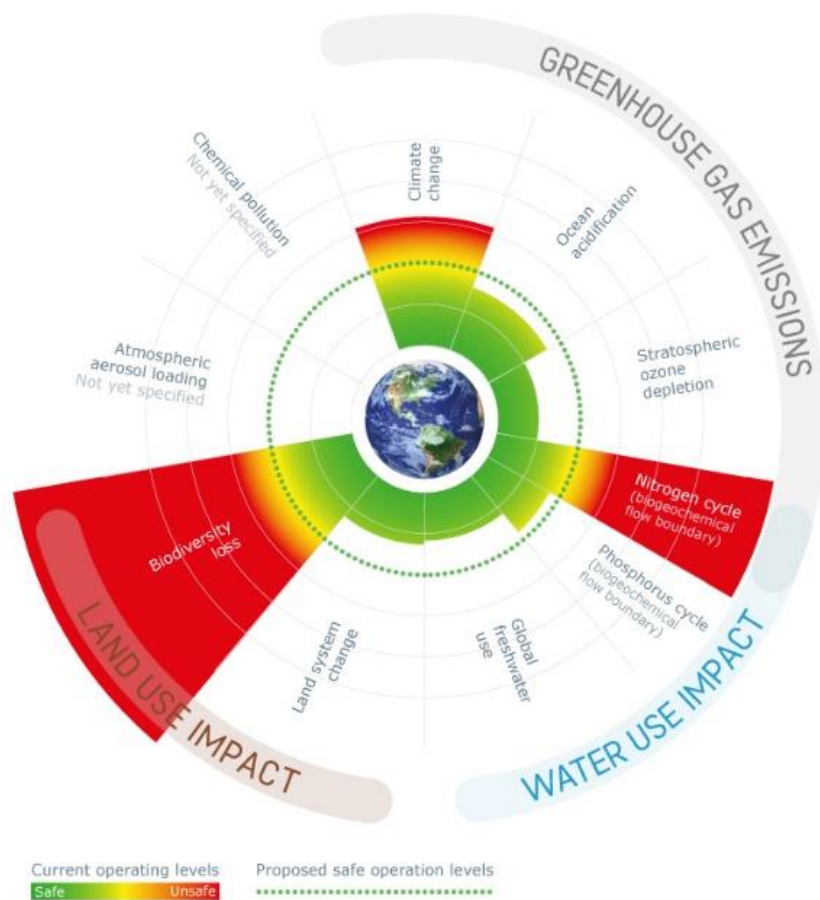 GREENHOUSE GAS EMISSIONS
Climate
change
Ocean
acidification
Stratospheric
ozone
depletion
Nitrogen cycle
(biogeochemical
flow boundary)
Phosphorus cycle
(biogeochemical
flow boundary)
Global
freshwater
use
Land system
change
Biodiversity
loss
Atmospheric
aerosol loading
Not yet specified
Chemical pollution
Not yet specified
WATER USE IMPACT
LAND USE IMPACT
Current operating levels
Safe
Unsafe
Proposed safe operation levels